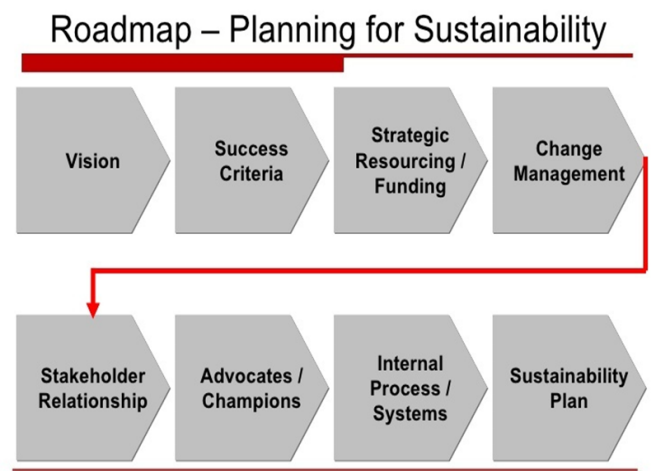 Roadmap – Planning for Sustainability
Vision
Success
Criteria
Strategic
Resourcing /
Funding
Change
Management
Stakeholder
Relationship
Advocates /
Champions
Internal
Process /
Systems
Sustainability
Plan